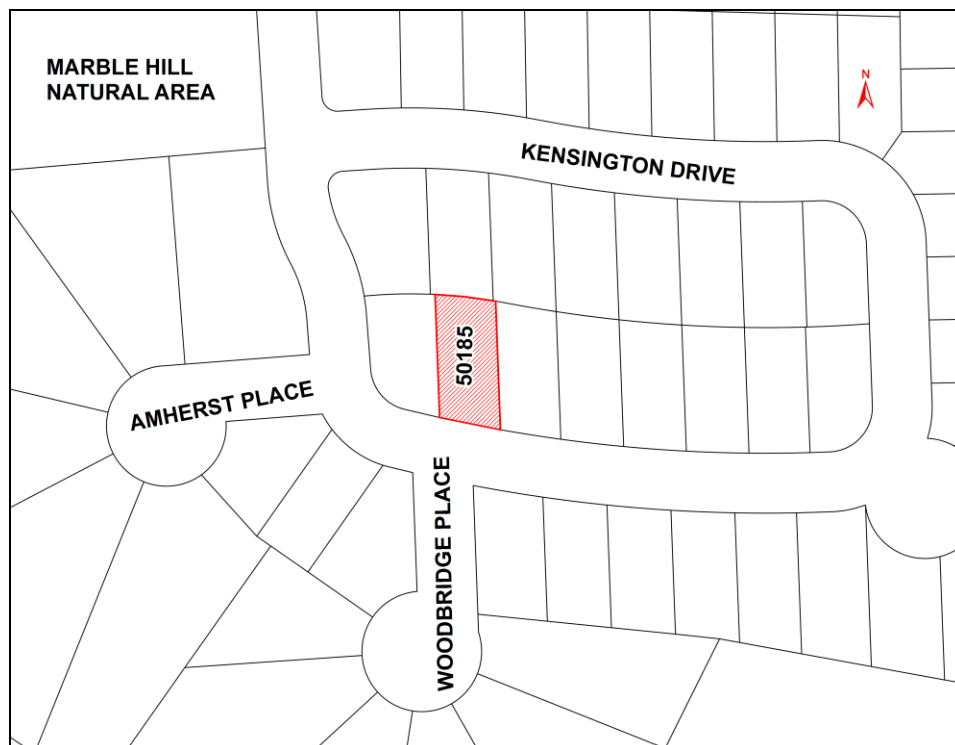 MARBLE HILL
NATURAL AREA
N
KENSINGTON DRIVE
50185
AMHERST PLACE
WOODBRIDGE PLACE